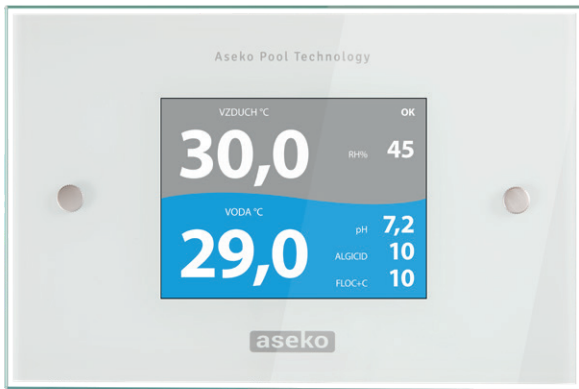 Aseko Pool Technology
VZDUCH °C OK
30,0 RH% 45
VODA °C
29,0 pH 7,2
ALGICID 10
FLOC+C 10
aseko